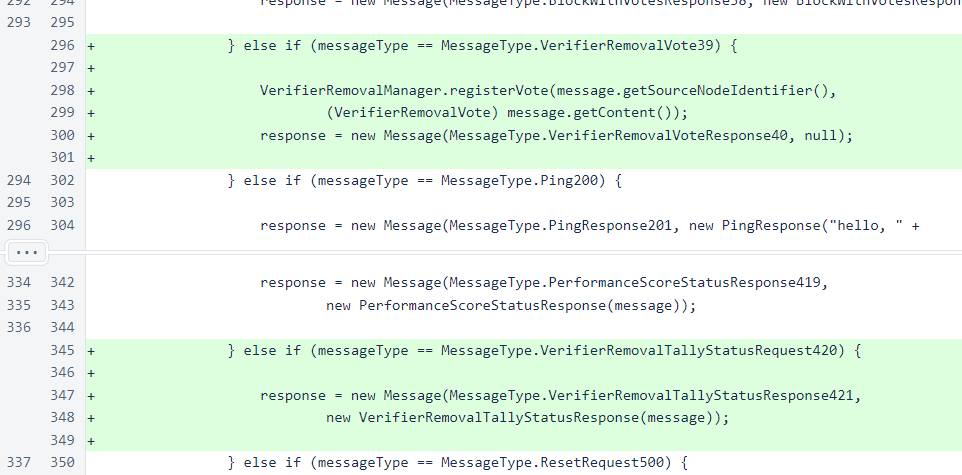 292 294 response = new Message(MessageType.BlockWithVotesResponse38, new BlockWithVotesRespon
293 295
296 + } else if (messageType == MessageType.VerifierRemovalVote39) {
297 +
298 + VerifierRemovalManager.registerVote(message.getSourceNodeIdentifier(),
299 + (VerifierRemovalVote) message.getContent());
300 + response = new Message(MessageType.VerifierRemovalVoteResponse40, null);
301 +
294 302 } else if (messageType == MessageType.Ping200) {
295 303
296 304 response = new Message(MessageType.PingResponse201, new PingResponse("hello, " +
...
334 342 response = new Message(MessageType.PerformanceScoreStatusResponse419,
335 343 new PerformanceScoreStatusResponse(message));
336 344
345 + } else if (messageType == MessageType.VerifierRemovalTallyStatusRequest420) {
346 +
347 + response = new Message(MessageType.VerifierRemovalTallyStatusResponse421,
348 + new VerifierRemovalTallyStatusResponse(message));
349 +
337 350 } else if (messageType == MessageType.ResetRequest500) {